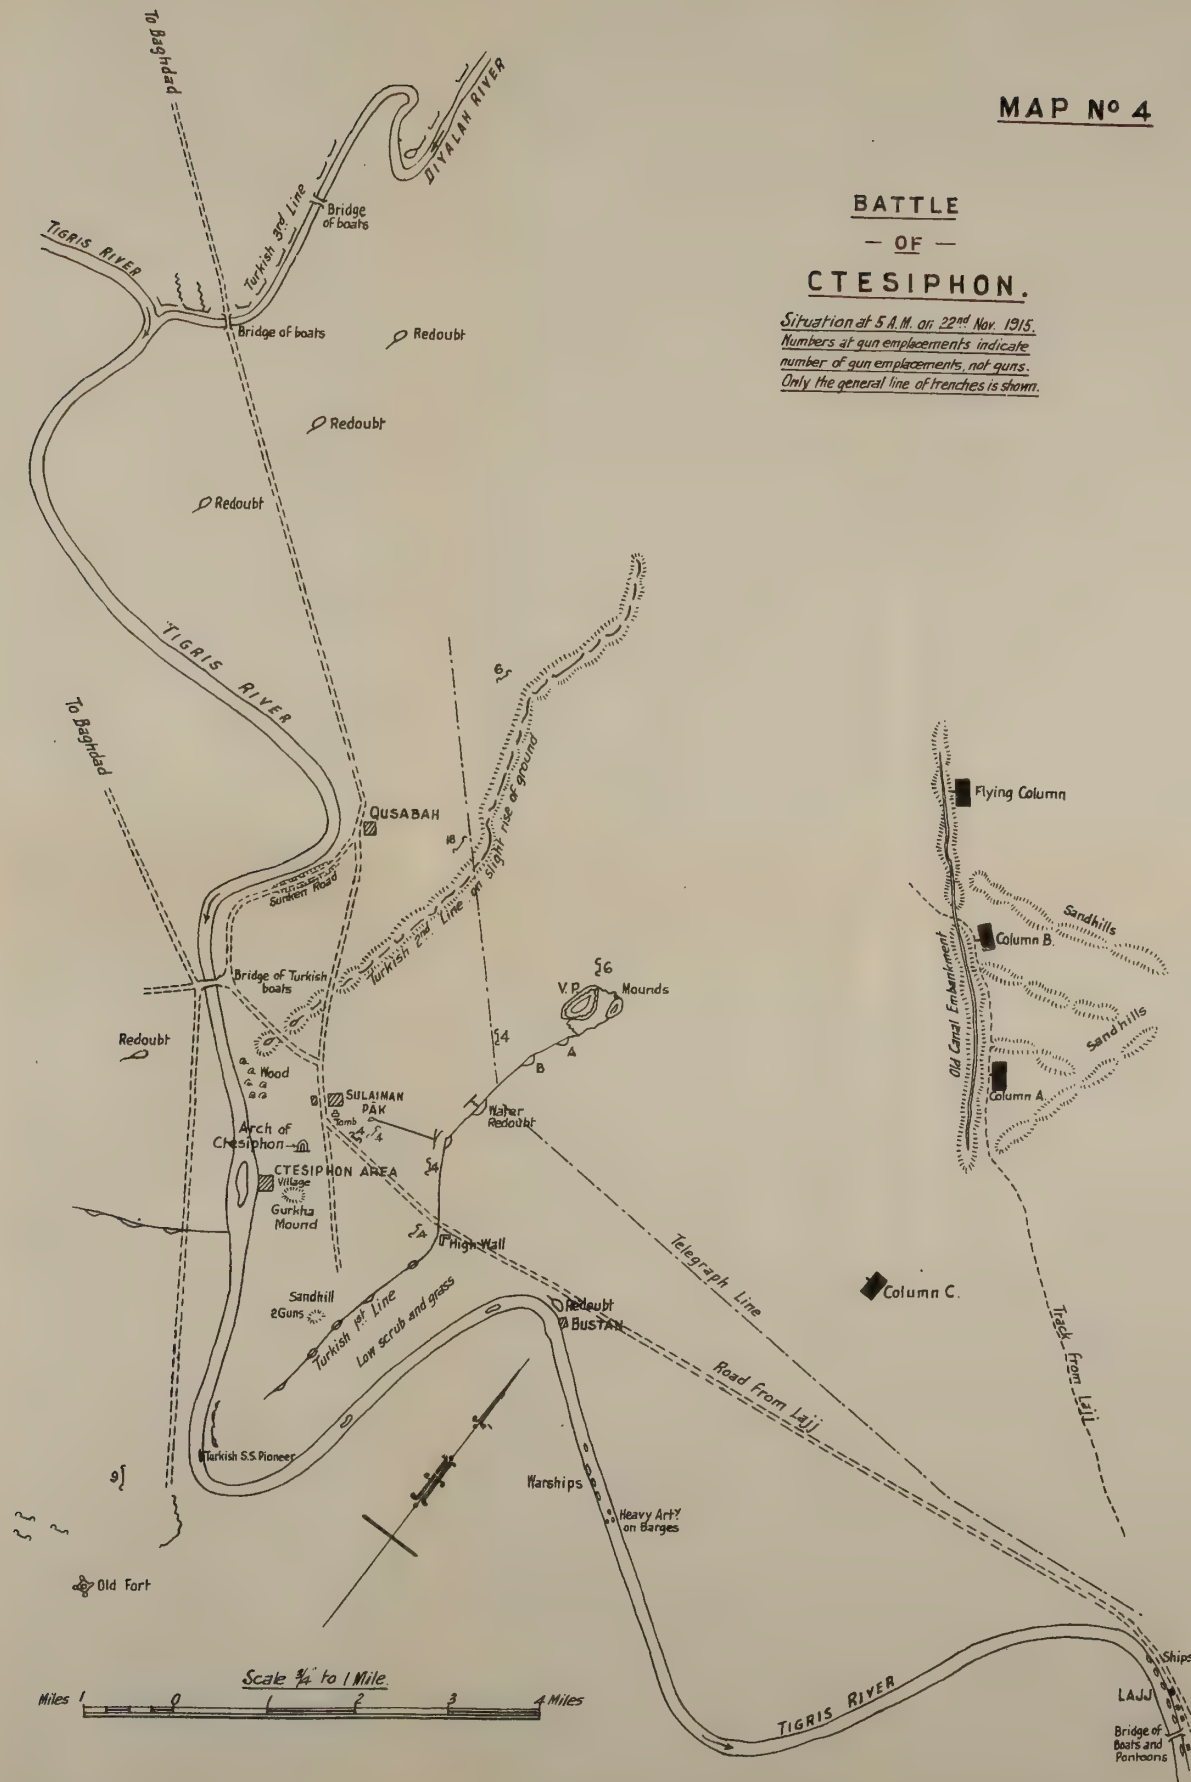 MAP Nº 4
BATTLE
— OF —
CTESIPHON.
Situation at 5 A.M. on 22nd Nov. 1915.
Numbers at gun emplacements indicate
number of gun emplacements, not guns.
Only the general line of trenches is shown.
To Baghdad
DIYALAH RIVER
Turkish 3rd Line
Bridge
of boats
TIGRIS RIVER
Bridge of boats
Redoubt
Redoubt
Redoubt
TIGRIS RIVER
6
To Baghdad
QUSABAH
18
Sunken Road
Turkish 2nd Line on slight rise of ground
Flying Column
Sandhills
Column B.
Old Canal Embankment
Sandhills
Column A.
Bridge of Turkish
boats
6
V.P.
Mounds
Redoubt
4
A
B
Wood
SULAIMAN
PÂK
Tomb
4
Water
Redoubt
Arch of
Ctesiphon
4
CTESIPHON AREA
Village
Gurkha
Mound
4
High Wall
Telegraph Line
Column C.
Sandhill
2 Guns
Turkish 1st Line
Low scrub and grass
Redoubt
BUSTAN
Track from Lajj
Road From Lajj
Turkish S.S. Pioneer
9
Warships
Heavy Arty
on Barges
Old Fort
Scale ¾" to 1 Mile.
Miles 1 0 1 2 3 4 Miles
TIGRIS RIVER
Ships
LAJJ
Bridge of
Boats and
Pontoons